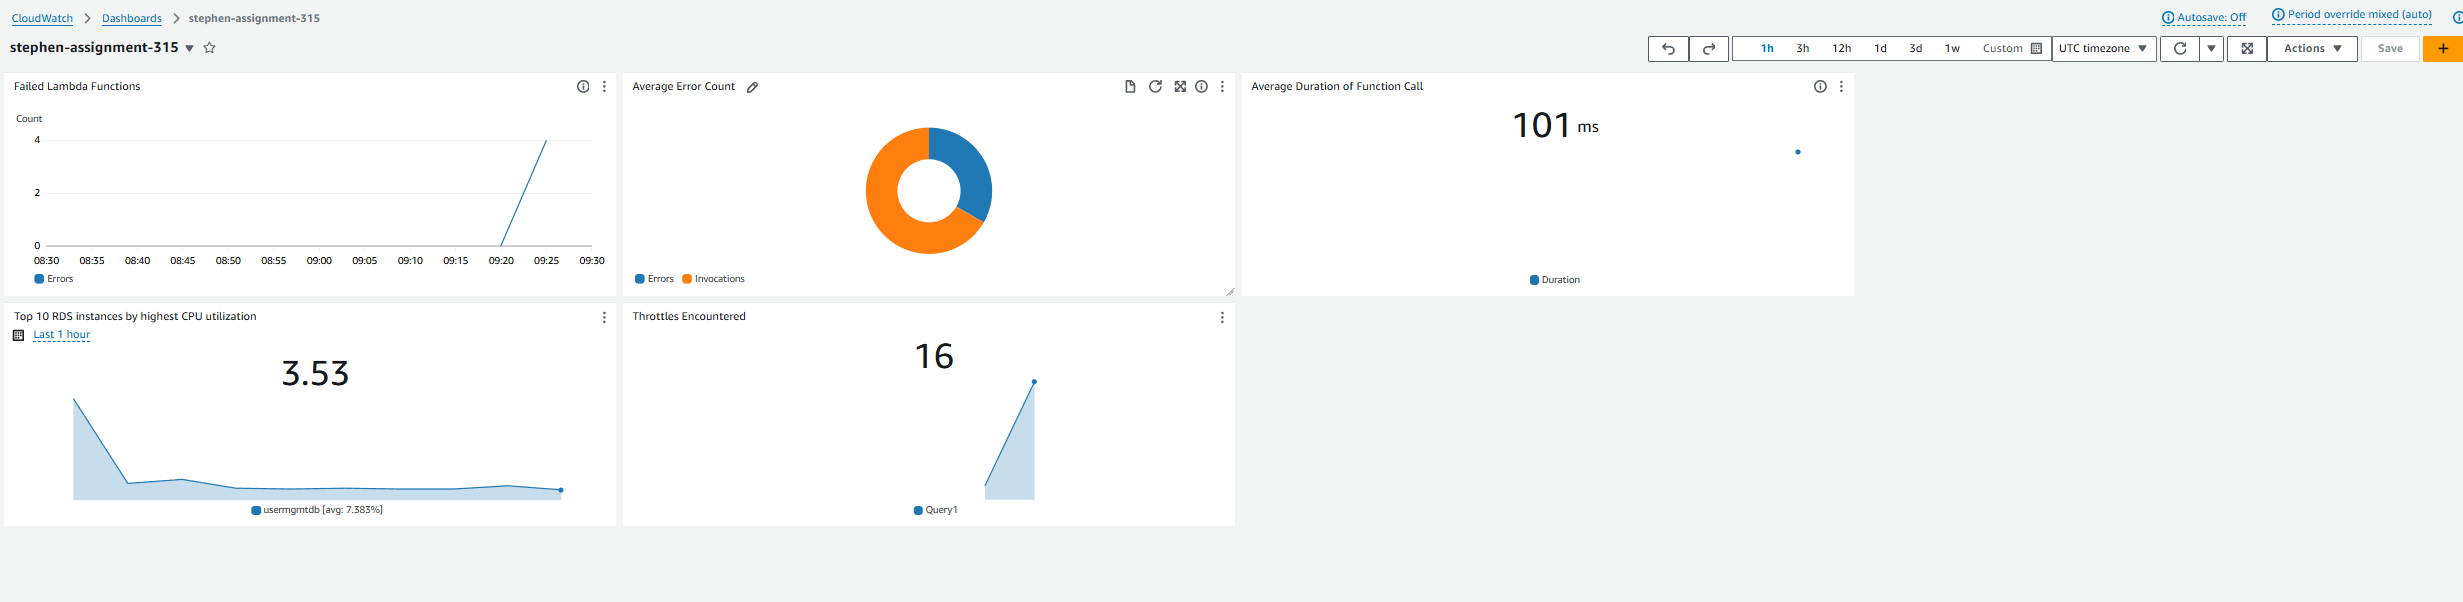 CloudWatch > Dashboards > stephen-assignment-315
Autosave: Off
Period override mixed (auto)
stephen-assignment-315
1h 3h 12h 1d 3d 1w Custom UTC timezone Actions Save +
Failed Lambda Functions
Count
4
2
0
08:30 08:35 08:40 08:45 08:50 08:55 09:00 09:05 09:10 09:15 09:20 09:25 09:30
Errors
Average Error Count
Errors Invocations
Average Duration of Function Call
101 ms
Duration
Top 10 RDS instances by highest CPU utilization
Last 1 hour
3.53
usermgmtdb [avg: 7.383%]
Throttles Encountered
16
Query1